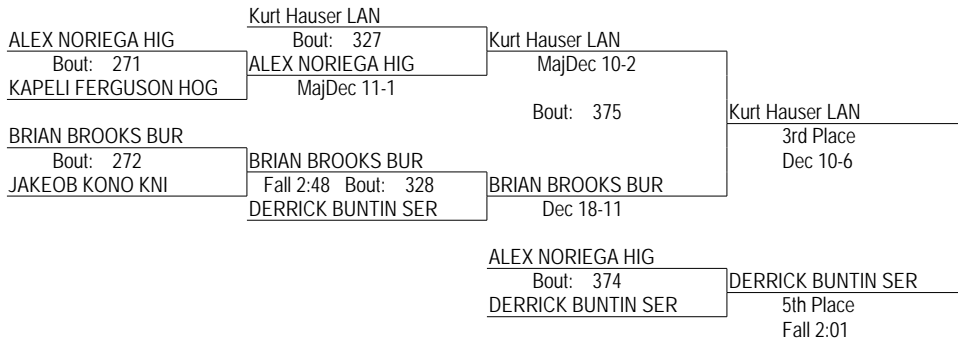 Kurt Hauser LAN
ALEX NORIEGA HIG
Bout: 327
Kurt Hauser LAN
Bout: 271
ALEX NORIEGA HIG
MajDec 10-2
KAPELI FERGUSON HOG
MajDec 11-1
Bout: 375
Kurt Hauser LAN
BRIAN BROOKS BUR
3rd Place
Bout: 272
BRIAN BROOKS BUR
Dec 10-6
JAKEOB KONO KNI
Fall 2:48 Bout: 328
BRIAN BROOKS BUR
DERRICK BUNTIN SER
Dec 18-11
ALEX NORIEGA HIG
Bout: 374
DERRICK BUNTIN SER
DERRICK BUNTIN SER
5th Place
Fall 2:01